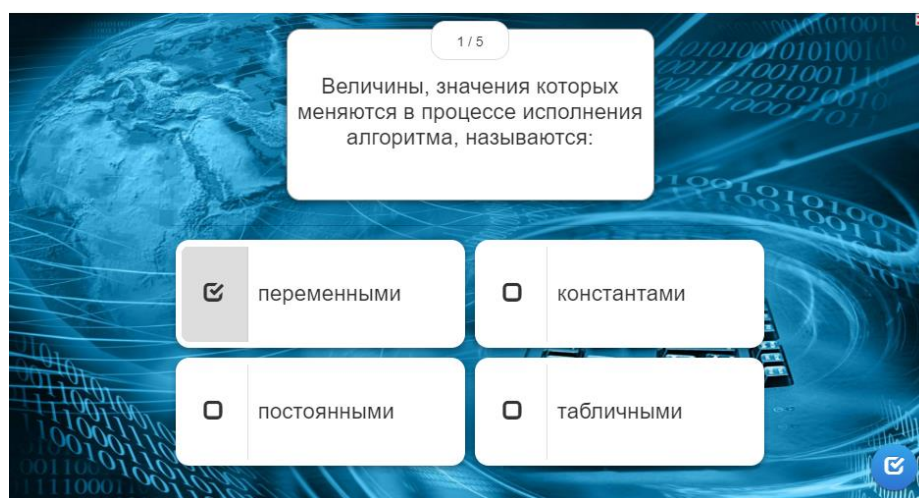 1 / 5
Величины, значения которых
меняются в процессе исполнения
алгоритма, называются:
переменными
константами
постоянными
табличными